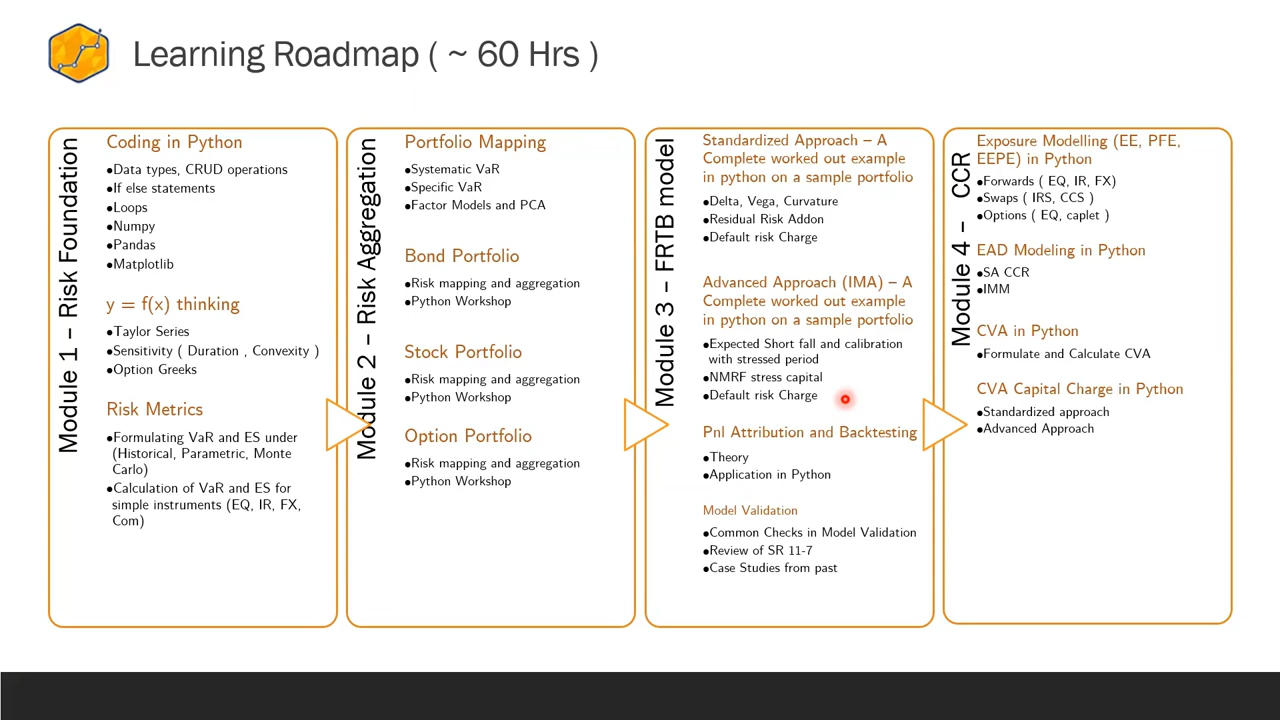 Learning Roadmap ( ~ 60 Hrs )
Module 1 – Risk Foundation
Coding in Python
●Data types, CRUD operations
●If else statements
●Loops
●Numpy
●Pandas
●Matplotlib
y = f(x) thinking
●Taylor Series
●Sensitivity ( Duration , Convexity )
●Option Greeks
Risk Metrics
●Formulating VaR and ES under
(Historical, Parametric, Monte
Carlo)
●Calculation of VaR and ES for
simple instruments (EQ, IR, FX,
Com)
Module 2 – Risk Aggregation
Portfolio Mapping
●Systematic VaR
●Specific VaR
●Factor Models and PCA
Bond Portfolio
●Risk mapping and aggregation
●Python Workshop
Stock Portfolio
●Risk mapping and aggregation
●Python Workshop
Option Portfolio
●Risk mapping and aggregation
●Python Workshop
Module 3 – FRTB model
Standardized Approach – A
Complete worked out example
in python on a sample portfolio
●Delta, Vega, Curvature
●Residual Risk Addon
●Default risk Charge
Advanced Approach (IMA) – A
Complete worked out example
in python on a sample portfolio
●Expected Short fall and calibration
with stressed period
●NMRF stress capital
●Default risk Charge
Pnl Attribution and Backtesting
●Theory
●Application in Python
Model Validation
●Common Checks in Model Validation
●Review of SR 11-7
●Case Studies from past
Module 4 – CCR
Exposure Modelling (EE, PFE,
EEPE) in Python
●Forwards ( EQ, IR, FX)
●Swaps ( IRS, CCS )
●Options ( EQ, caplet )
EAD Modeling in Python
●SA CCR
●IMM
CVA in Python
●Formulate and Calculate CVA
CVA Capital Charge in Python
●Standardized approach
●Advanced Approach